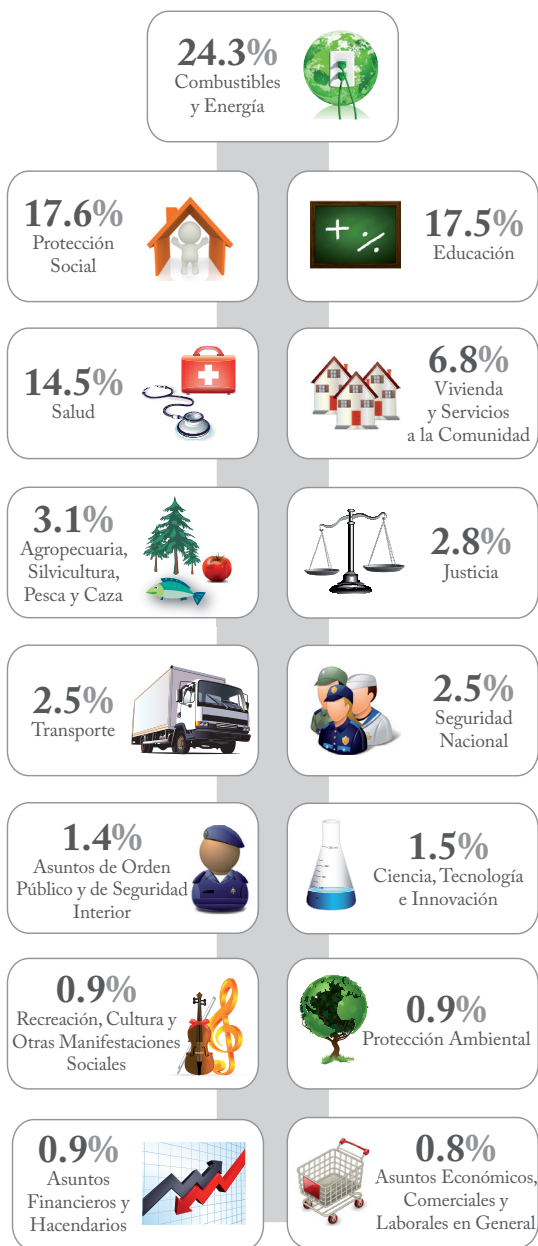 24.3%
Combustibles
y Energía
17.6%
Protección
Social
17.5%
Educación
14.5%
Salud
6.8%
Vivienda
y Servicios
a la Comunidad
3.1%
Agropecuaria,
Silvicultura,
Pesca y Caza
2.8%
Justicia
2.5%
Transporte
2.5%
Seguridad
Nacional
1.4%
Asuntos de Orden
Público y de Seguridad
Interior
1.5%
Ciencia, Tecnología
e Innovación
0.9%
Recreación, Cultura y
Otras Manifestaciones
Sociales
0.9%
Protección Ambiental
0.9%
Asuntos
Financieros y
Hacendarios
0.8%
Asuntos Económicos,
Comerciales y
Laborales en General